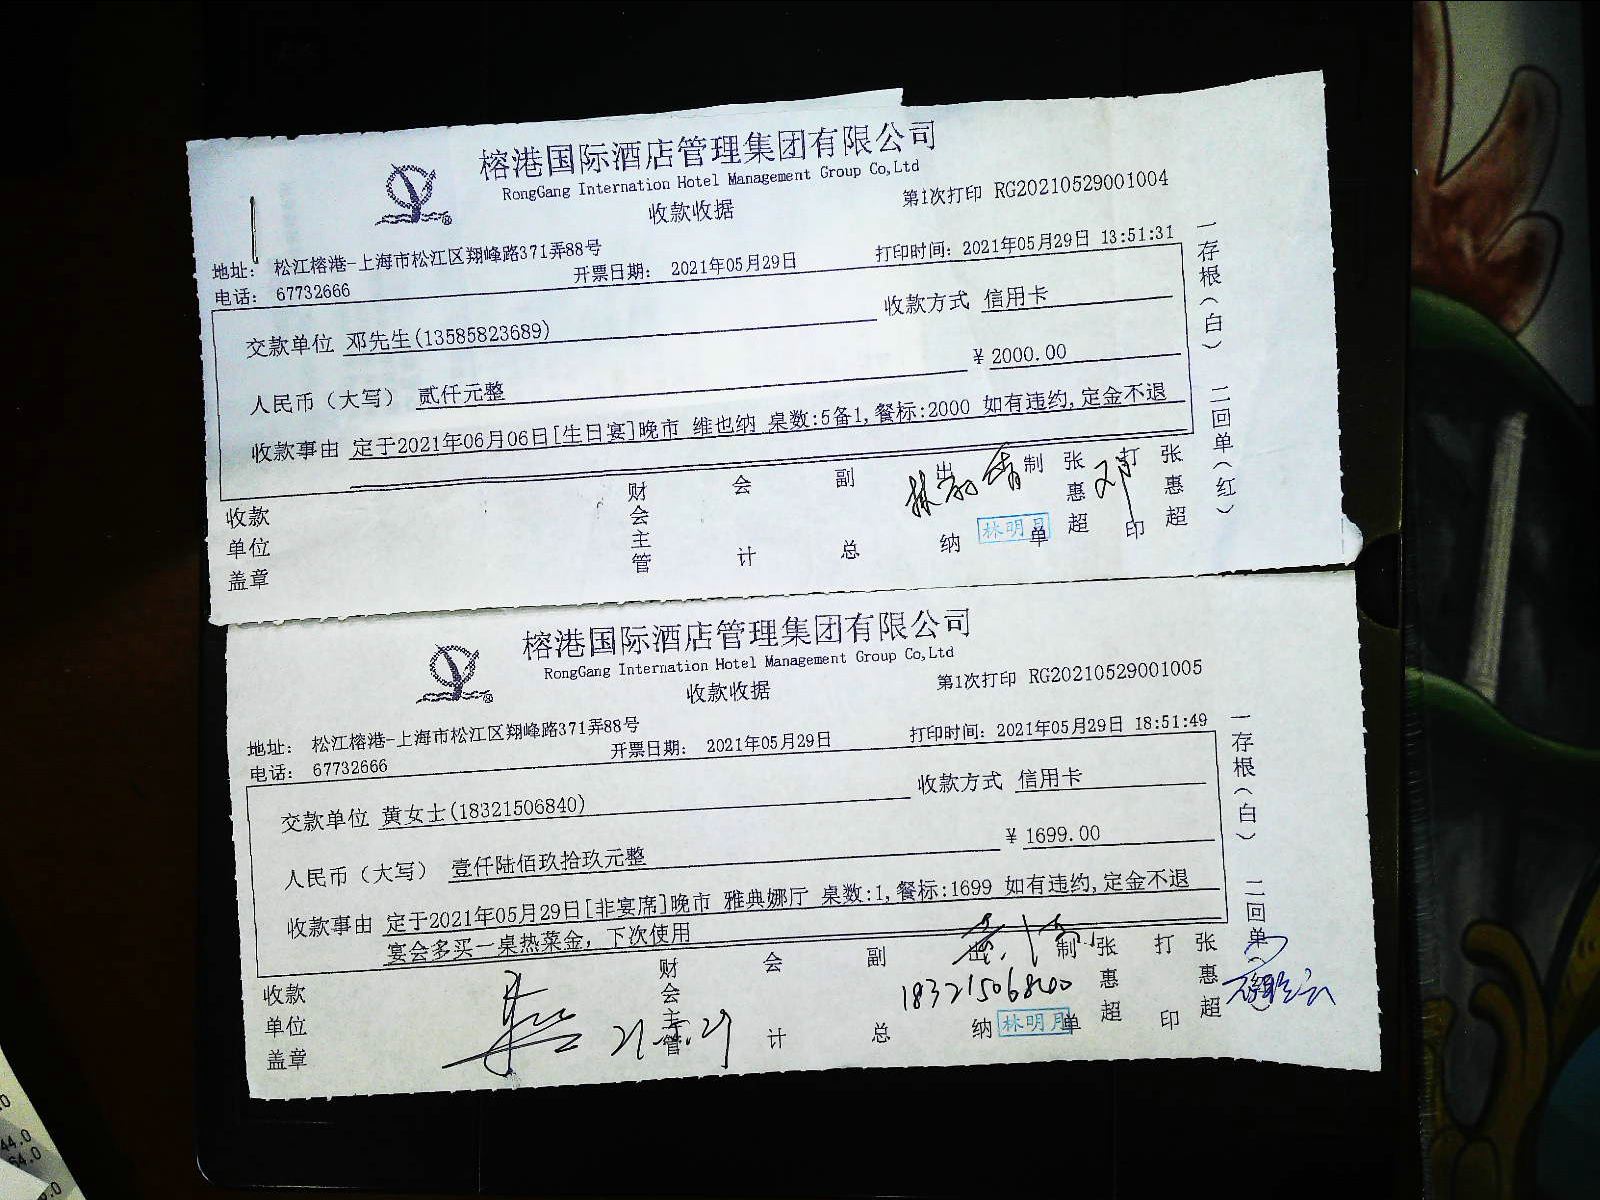 榕港国际酒店管理集团有限公司
RongGang Internation Hotel Management Group Co,Ltd
收款收据
第1次打印 RG20210529001004
地址： 松江榕港-上海市松江区翔峰路371弄88号
电话： 67732666
开票日期： 2021年05月29日
打印时间：2021年05月29日 13:51:31
交款单位 邓先生(13585823689)
收款方式 信用卡
人民币（大写） 贰仟元整
¥ 2000.00
收款事由 定于2021年06月06日[生日宴]晚市 维也纳 桌数:5备1,餐标:2000 如有违约,定金不退
收款单位盖章
财会主管
会计
副总
出纳
林明月
制单
张惠超
邓
打印
张惠超
一存根（白） 二回单（红）
榕港国际酒店管理集团有限公司
RongGang Internation Hotel Management Group Co,Ltd
收款收据
第1次打印 RG20210529001005
地址： 松江榕港-上海市松江区翔峰路371弄88号
电话： 67732666
开票日期： 2021年05月29日
打印时间：2021年05月29日 18:51:49
交款单位 黄女士(18321506840)
收款方式 信用卡
人民币（大写） 壹仟陆佰玖拾玖元整
¥ 1699.00
收款事由 定于2021年05月29日[非宴席]晚市 雅典娜厅 桌数:1,餐标:1699 如有违约,定金不退
宴会多买一桌热菜金，下次使用
收款单位盖章
财会主管
21.5.29
会计
副总
出纳
18321506840
林明月
制单
张惠超
打印
张惠超
一存根（白） 二回单（
44.0
64.0